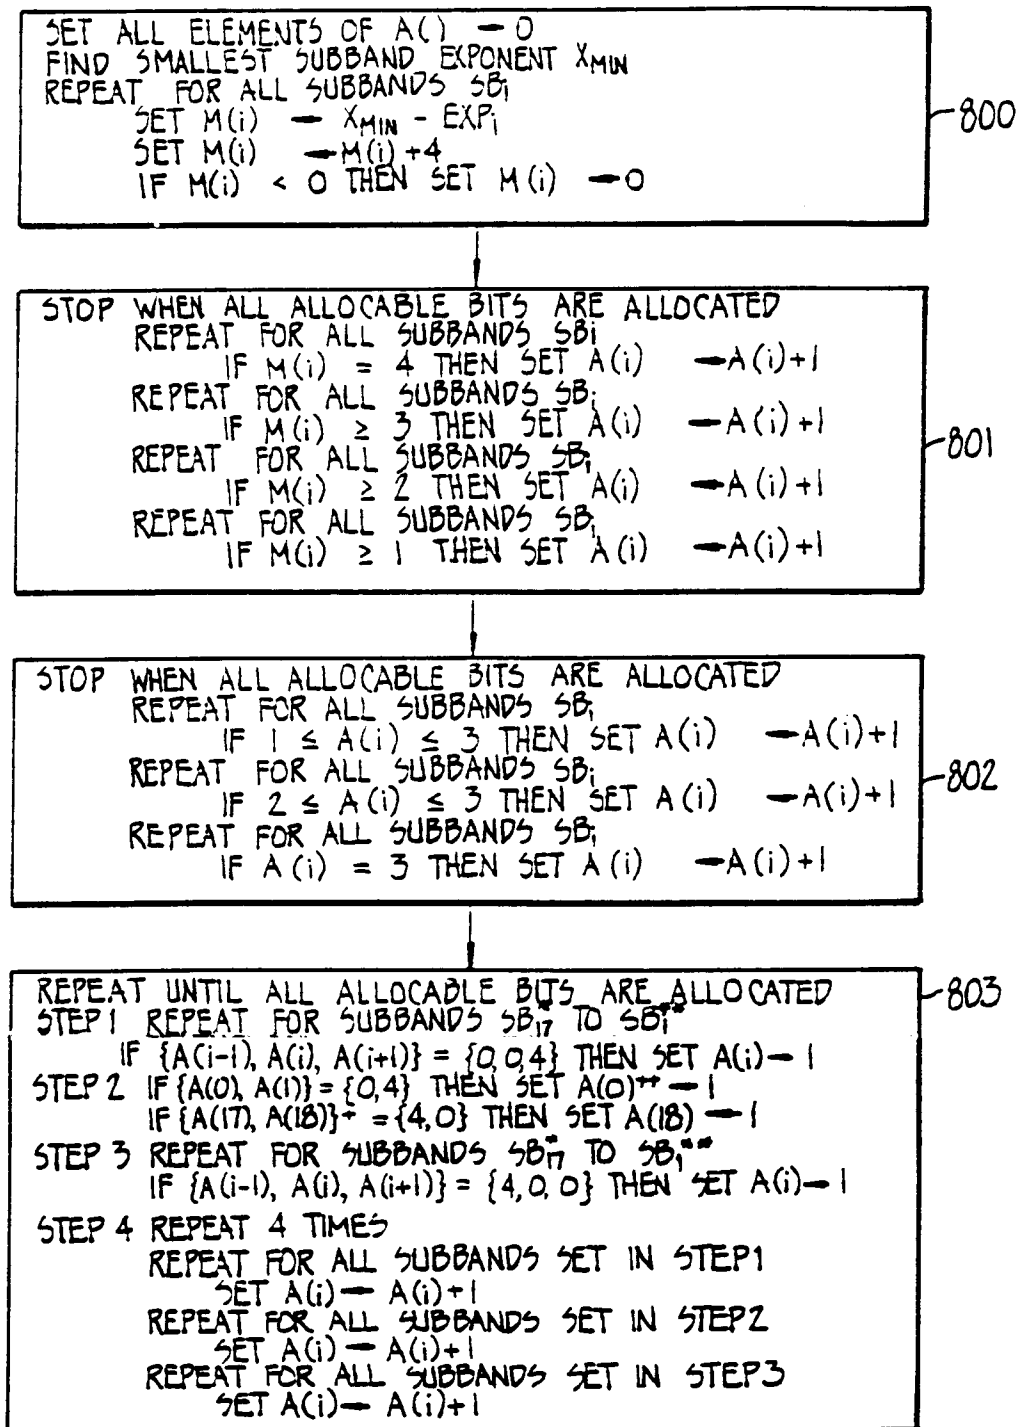 SET ALL ELEMENTS OF A() ← 0
FIND SMALLEST SUBBAND EXPONENT X_MIN
REPEAT FOR ALL SUBBANDS SB_i
SET M(i) ← X_MIN - EXP_i
SET M(i) ← M(i)+4
IF M(i) < 0 THEN SET M(i) ← 0
800
STOP WHEN ALL ALLOCABLE BITS ARE ALLOCATED
REPEAT FOR ALL SUBBANDS SB_i
IF M(i) = 4 THEN SET A(i) ← A(i)+1
REPEAT FOR ALL SUBBANDS SB_i
IF M(i) ≥ 3 THEN SET A(i) ← A(i)+1
REPEAT FOR ALL SUBBANDS SB_i
IF M(i) ≥ 2 THEN SET A(i) ← A(i)+1
REPEAT FOR ALL SUBBANDS SB_i
IF M(i) ≥ 1 THEN SET A(i) ← A(i)+1
801
STOP WHEN ALL ALLOCABLE BITS ARE ALLOCATED
REPEAT FOR ALL SUBBANDS SB_i
IF 1 ≤ A(i) ≤ 3 THEN SET A(i) ← A(i)+1
REPEAT FOR ALL SUBBANDS SB_i
IF 2 ≤ A(i) ≤ 3 THEN SET A(i) ← A(i)+1
REPEAT FOR ALL SUBBANDS SB_i
IF A(i) = 3 THEN SET A(i) ← A(i)+1
802
REPEAT UNTIL ALL ALLOCABLE BITS ARE ALLOCATED
STEP 1 REPEAT FOR SUBBANDS SB*_17 TO SB**_1
IF {A(i-1), A(i), A(i+1)} = {0,0,4} THEN SET A(i) ← 1
STEP 2 IF {A(0), A(1)} = {0,4} THEN SET A(0)++ ← 1
IF {A(17), A(18)}+ = {4,0} THEN SET A(18) ← 1
STEP 3 REPEAT FOR SUBBANDS SB*_17 TO SB**_1
IF {A(i-1), A(i), A(i+1)} = {4,0,0} THEN SET A(i) ← 1
STEP 4 REPEAT 4 TIMES
REPEAT FOR ALL SUBBANDS SET IN STEP1
SET A(i) ← A(i)+1
REPEAT FOR ALL SUBBANDS SET IN STEP2
SET A(i) ← A(i)+1
REPEAT FOR ALL SUBBANDS SET IN STEP3
SET A(i) ← A(i)+1
803